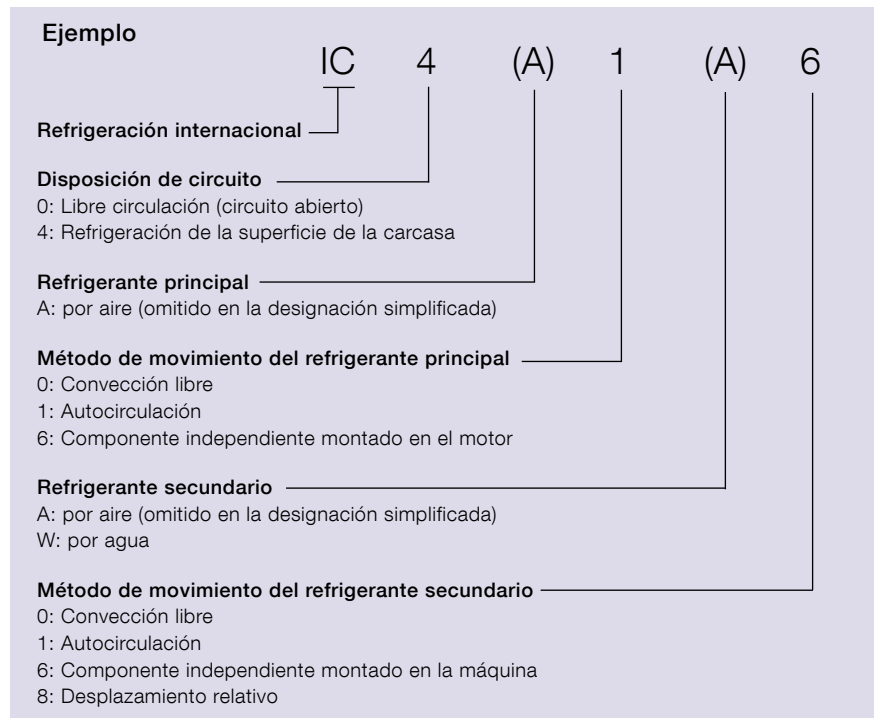 Ejemplo
IC 4 (A) 1 (A) 6
Refrigeración internacional
Disposición de circuito
0: Libre circulación (circuito abierto)
4: Refrigeración de la superficie de la carcasa
Refrigerante principal
A: por aire (omitido en la designación simplificada)
Método de movimiento del refrigerante principal
0: Convección libre
1: Autocirculación
6: Componente independiente montado en el motor
Refrigerante secundario
A: por aire (omitido en la designación simplificada)
W: por agua
Método de movimiento del refrigerante secundario
0: Convección libre
1: Autocirculación
6: Componente independiente montado en la máquina
8: Desplazamiento relativo